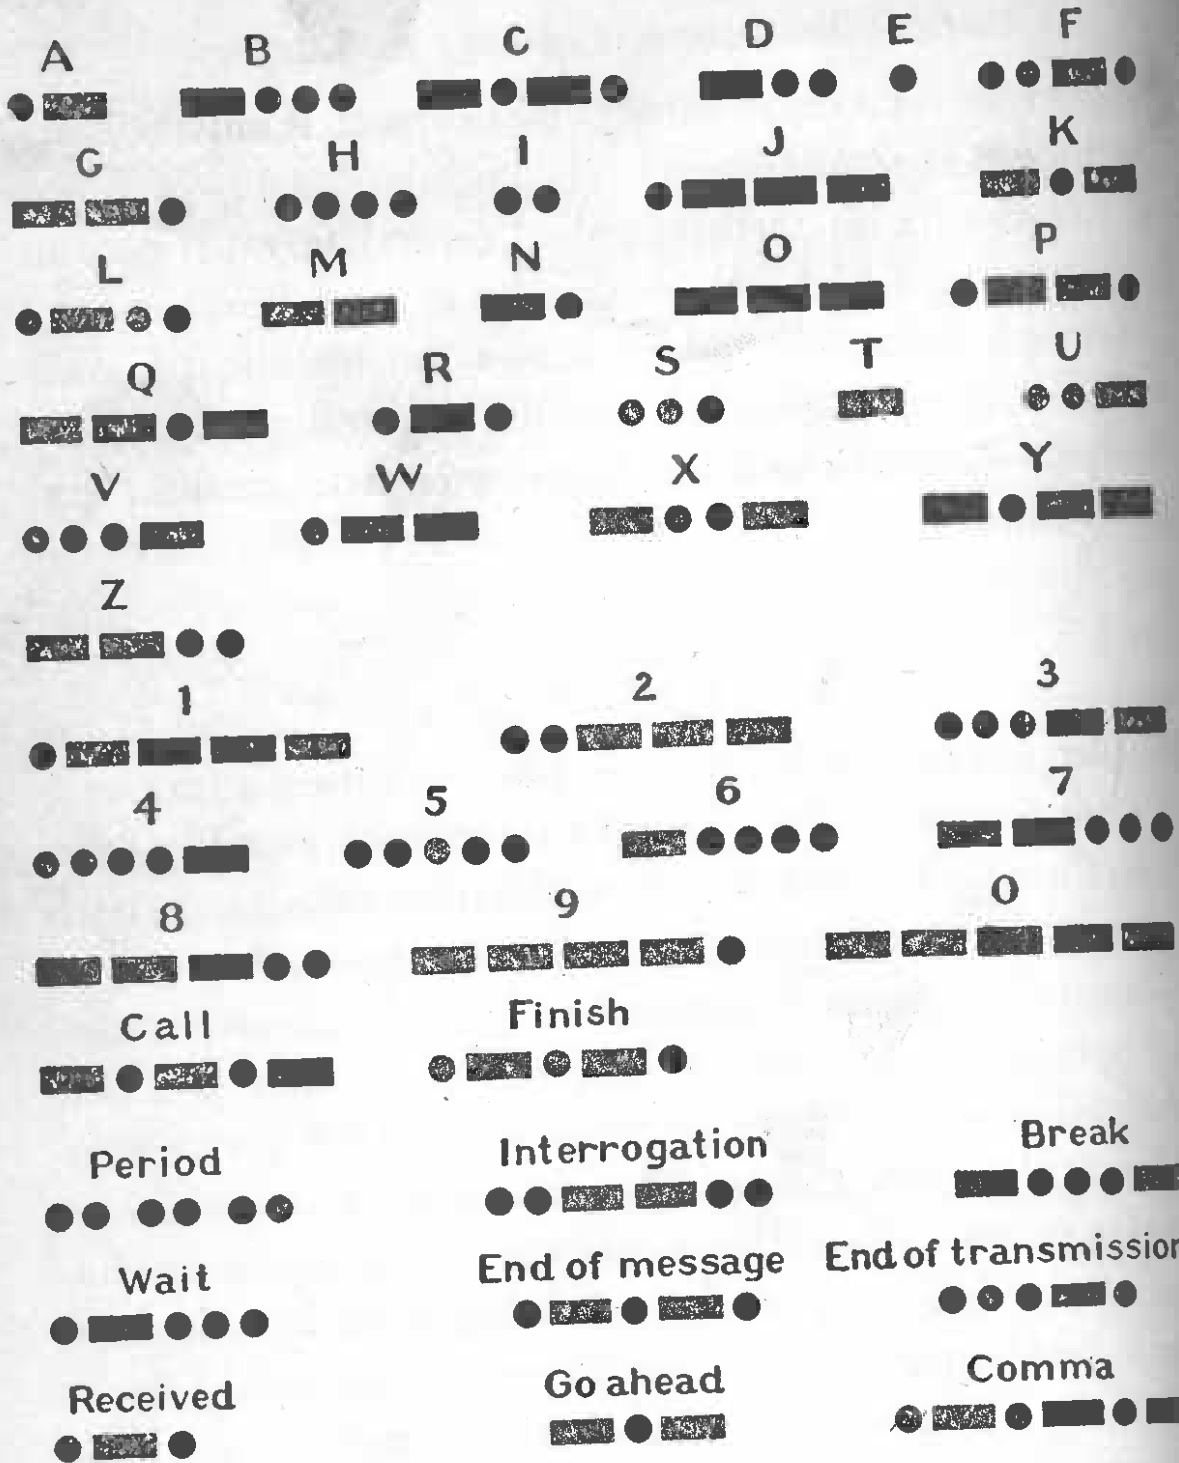 A B C D E F
G H I J K
L M N O P
Q R S T U
V W X Y
Z
1 2 3
4 5 6 7
8 9 0
Call Finish
Period Interrogation Break
Wait End of message End of transmission
Received Go ahead Comma